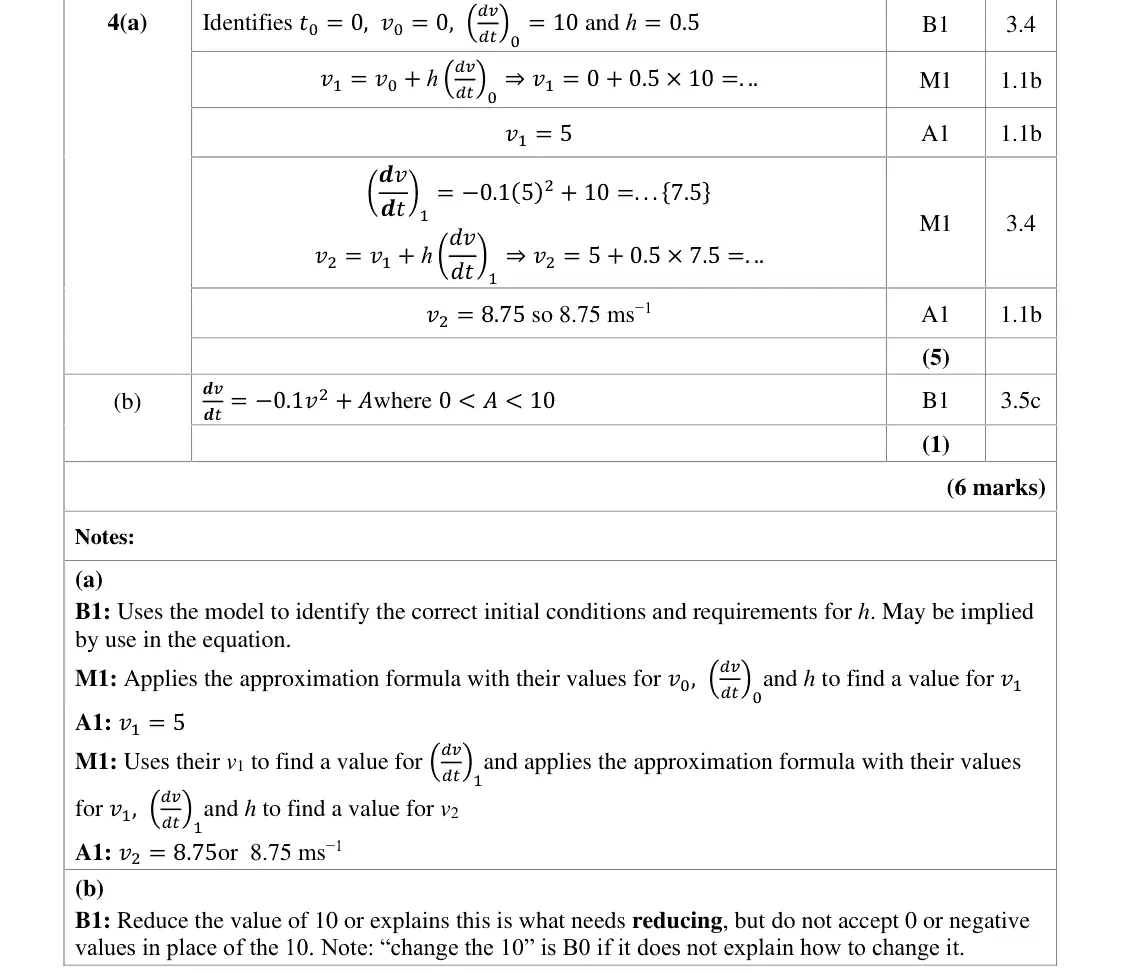 4(a) Identifies t₀ = 0, v₀ = 0, (dv/dt)₀ = 10 and h = 0.5 B1 3.4
v₁ = v₀ + h(dv/dt)₀ ⇒ v₁ = 0 + 0.5 × 10 =... M1 1.1b
v₁ = 5 A1 1.1b
(dv/dt)₁ = −0.1(5)² + 10 =...{7.5}
v₂ = v₁ + h(dv/dt)₁ ⇒ v₂ = 5 + 0.5 × 7.5 =... M1 3.4
v₂ = 8.75 so 8.75 ms⁻¹ A1 1.1b
(5)
(b) dv/dt = −0.1v² + Awhere 0 < A < 10 B1 3.5c
(1)
(6 marks)
Notes:
(a)
B1: Uses the model to identify the correct initial conditions and requirements for h. May be implied
by use in the equation.
M1: Applies the approximation formula with their values for v₀, (dv/dt)₀ and h to find a value for v₁
A1: v₁ = 5
M1: Uses their v₁ to find a value for (dv/dt)₁ and applies the approximation formula with their values
for v₁, (dv/dt)₁ and h to find a value for v₂
A1: v₂ = 8.75or 8.75 ms⁻¹
(b)
B1: Reduce the value of 10 or explains this is what needs reducing, but do not accept 0 or negative
values in place of the 10. Note: “change the 10” is B0 if it does not explain how to change it.